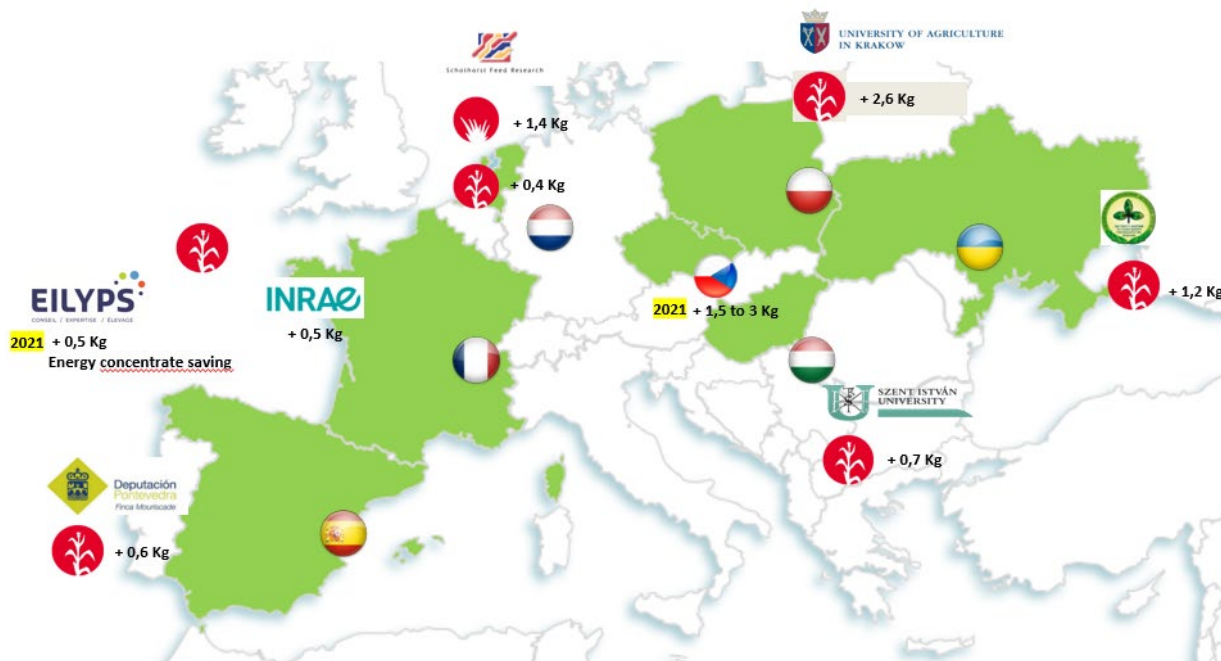 UNIVERSITY OF AGRICULTURE
IN KRAKOW
Schothorst Feed Research
+ 2,6 Kg
+ 1,4 Kg
+ 0,4 Kg
EILYPS
CONSEIL / EXPERTISE / ÉLEVAGE
2021 + 0,5 Kg
Energy concentrate saving
INRAE
+ 0,5 Kg
2021 + 1,5 to 3 Kg
+ 1,2 Kg
SZENT ISTVÁN
UNIVERSITY
+ 0,7 Kg
Deputación
Pontevedra
Finca Mouriscade
+ 0,6 Kg